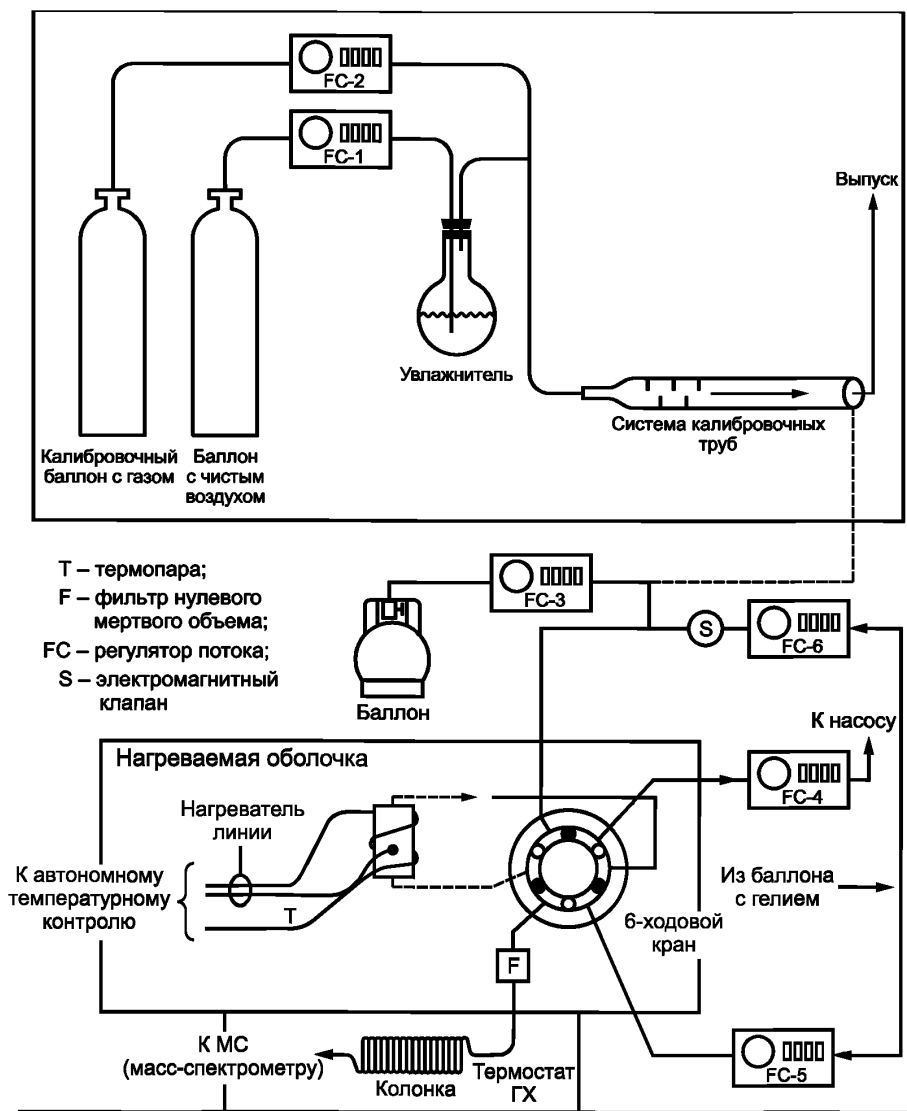 FC-2
FC-1
Выпуск
Увлажнитель
Система калибровочных
труб
Калибровочный
баллон с газом
Баллон
с чистым
воздухом
T – термопара;
F – фильтр нулевого
мертвого объема;
FC – регулятор потока;
S – электромагнитный
клапан
FC-3
Баллон
S
FC-6
К насосу
FC-4
Нагреваемая оболочка
Нагреватель
линии
К автономному
температурному
контролю
T
Из баллона
с гелием
6-ходовой
кран
F
К МС
(масс-спектрометру)
Колонка
Термостат
ГХ
FC-5